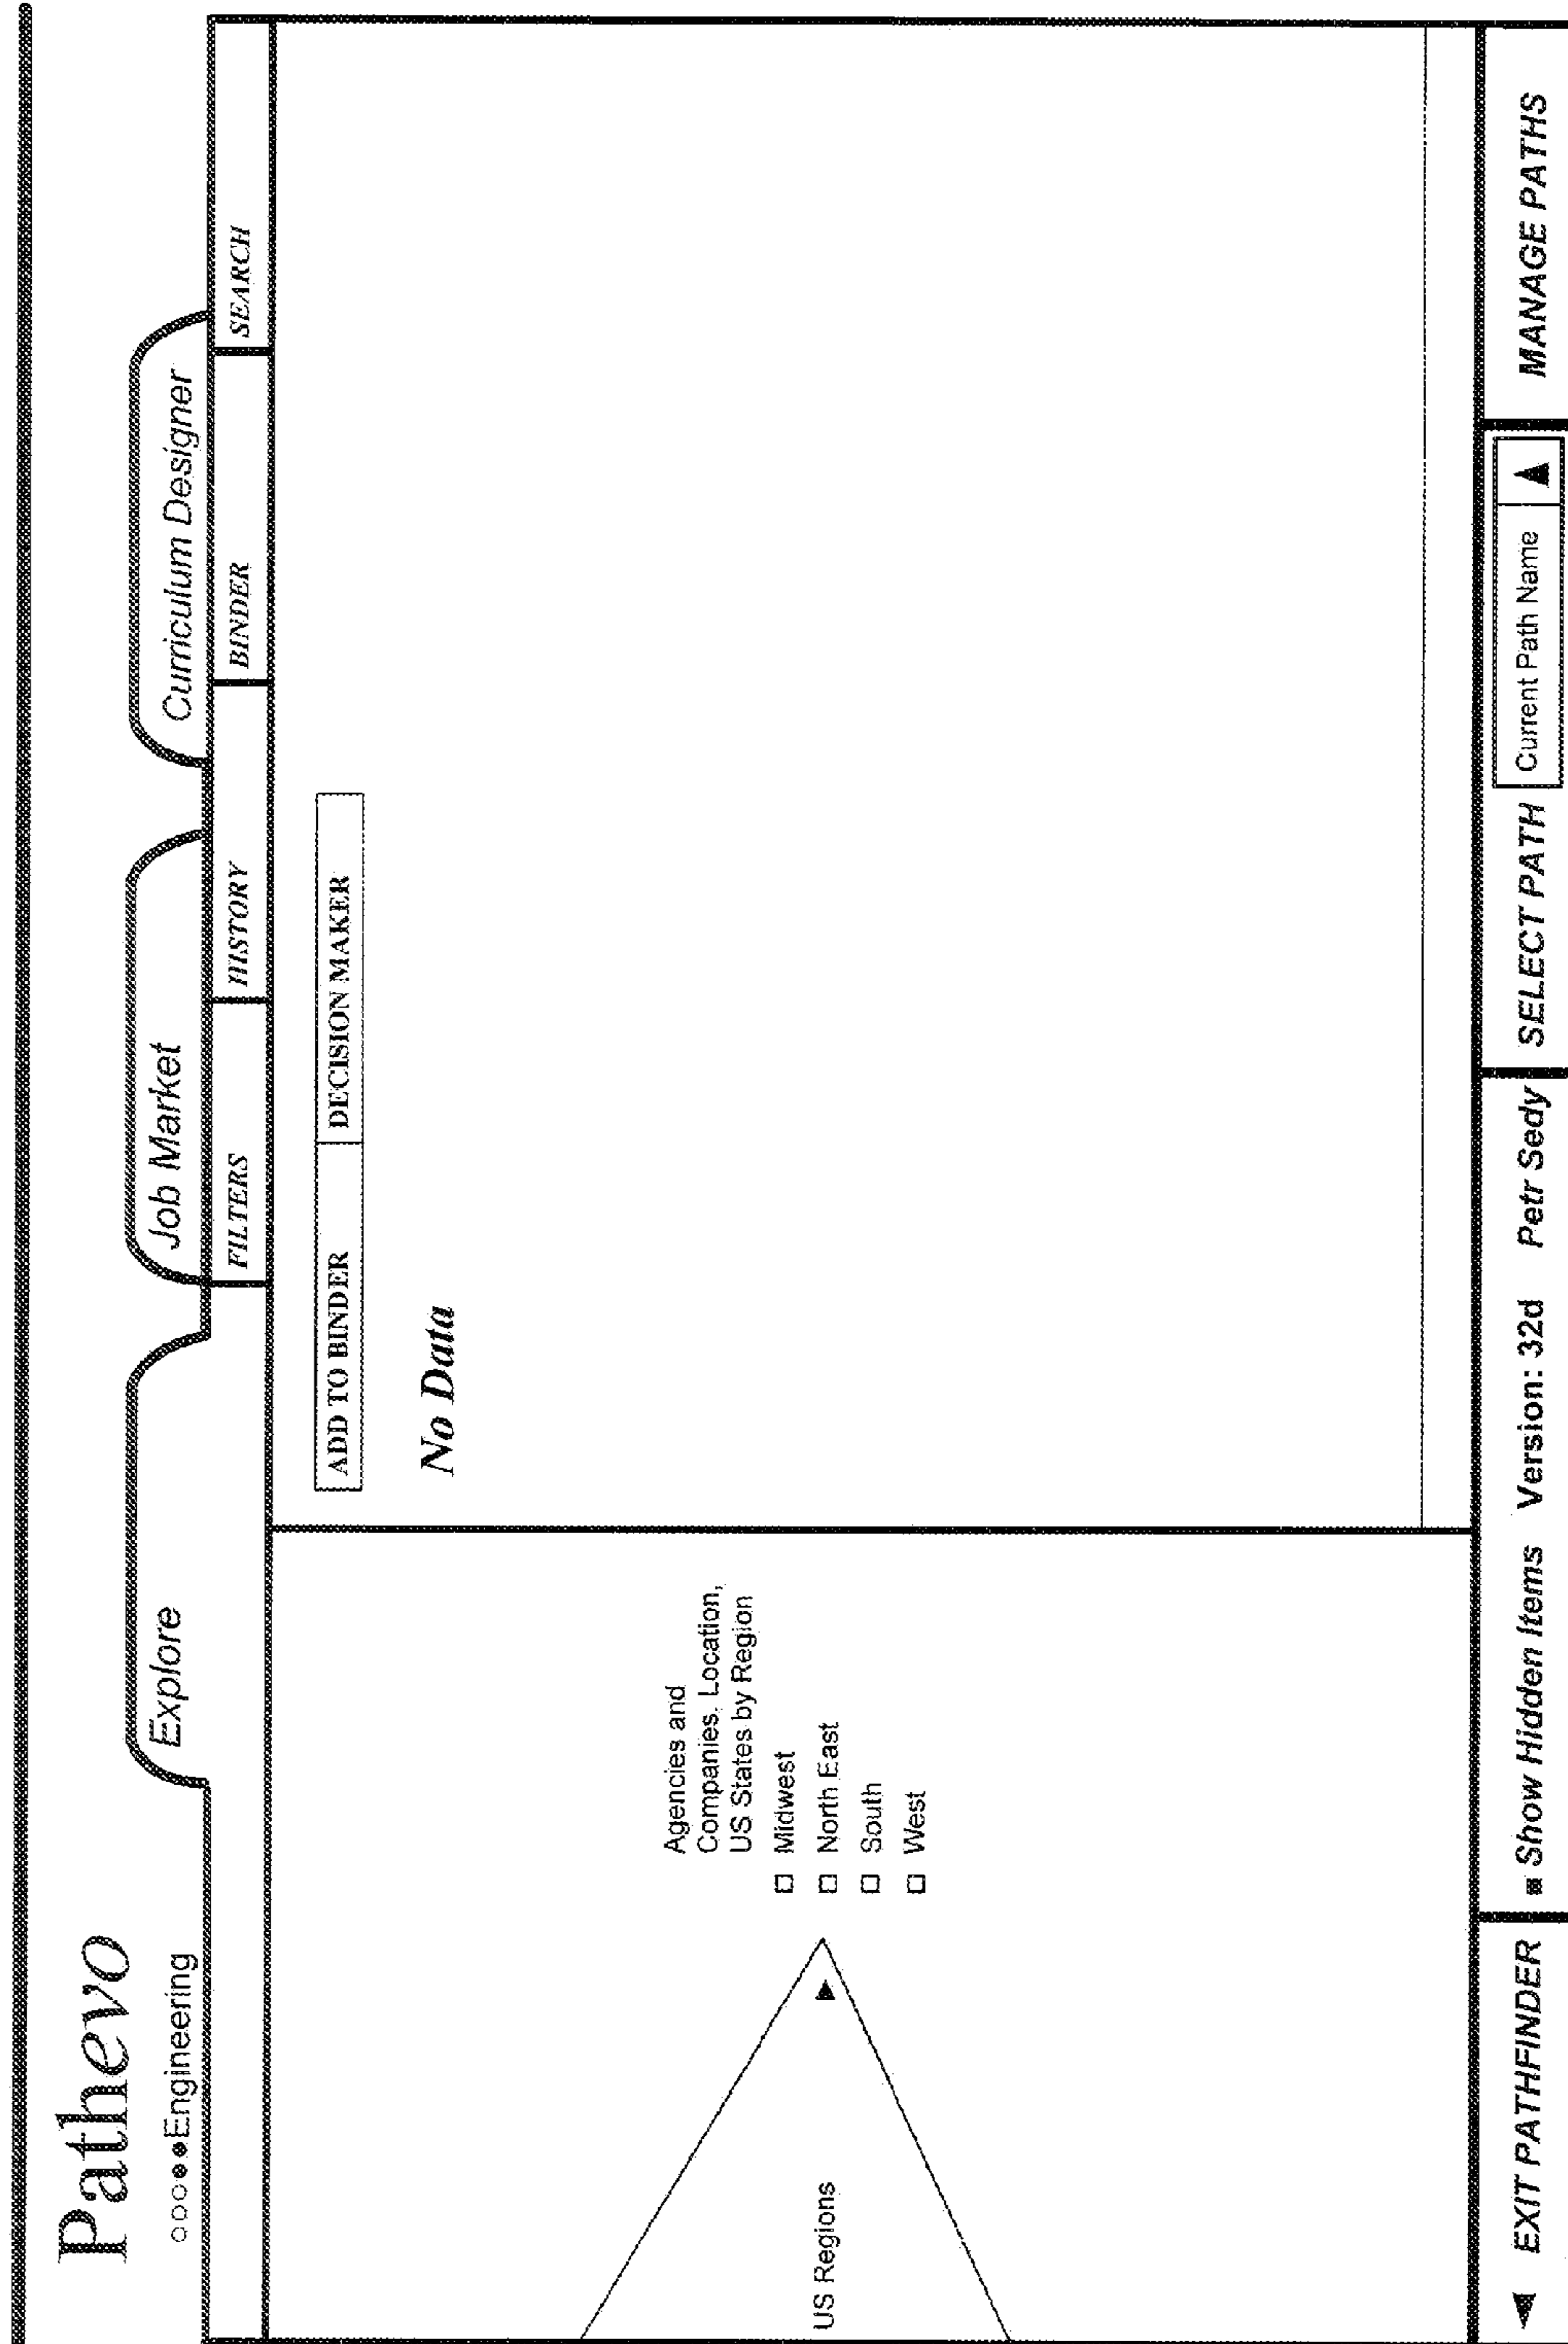 Pathevo
Engineering
Explore
Job Market
Curriculum Designer
FILTERS
HISTORY
BINDER
SEARCH
US Regions
Agencies and
Companies, Location,
US States by Region
Midwest
North East
South
West
ADD TO BINDER
DECISION MAKER
No Data
EXIT PATHFINDER
Show Hidden Items
Version: 32d
Petr Sedy
SELECT PATH
Current Path Name
MANAGE PATHS